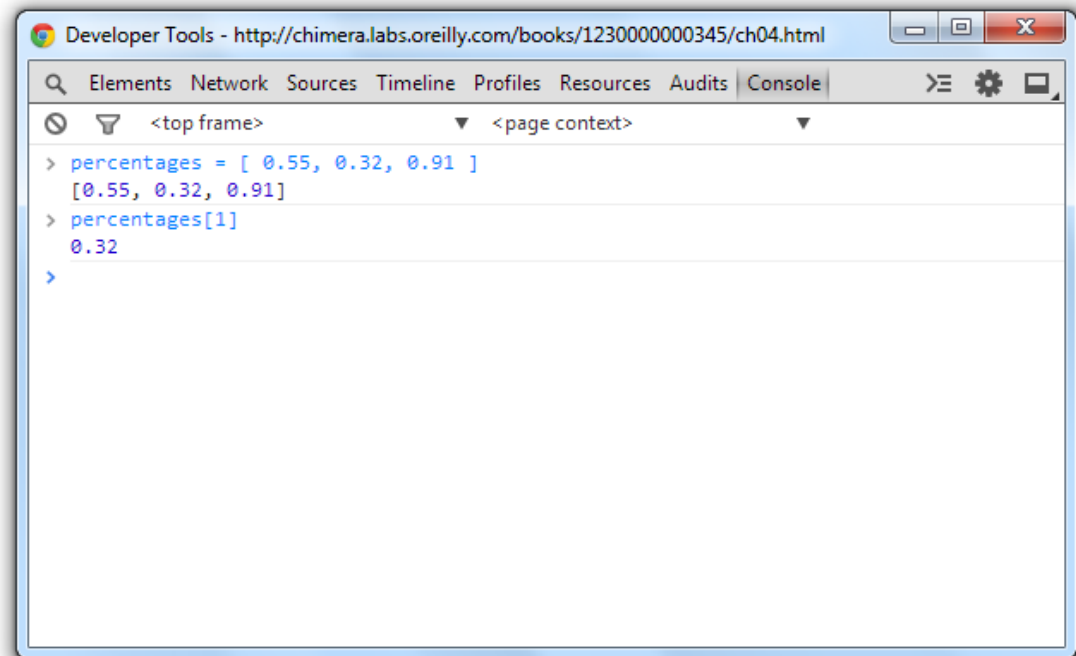 Developer Tools - http://chimera.labs.oreilly.com/books/1230000000345/ch04.html
Elements Network Sources Timeline Profiles Resources Audits Console
<top frame> ▼ <page context> ▼
> percentages = [ 0.55, 0.32, 0.91 ]
[0.55, 0.32, 0.91]
> percentages[1]
0.32
>